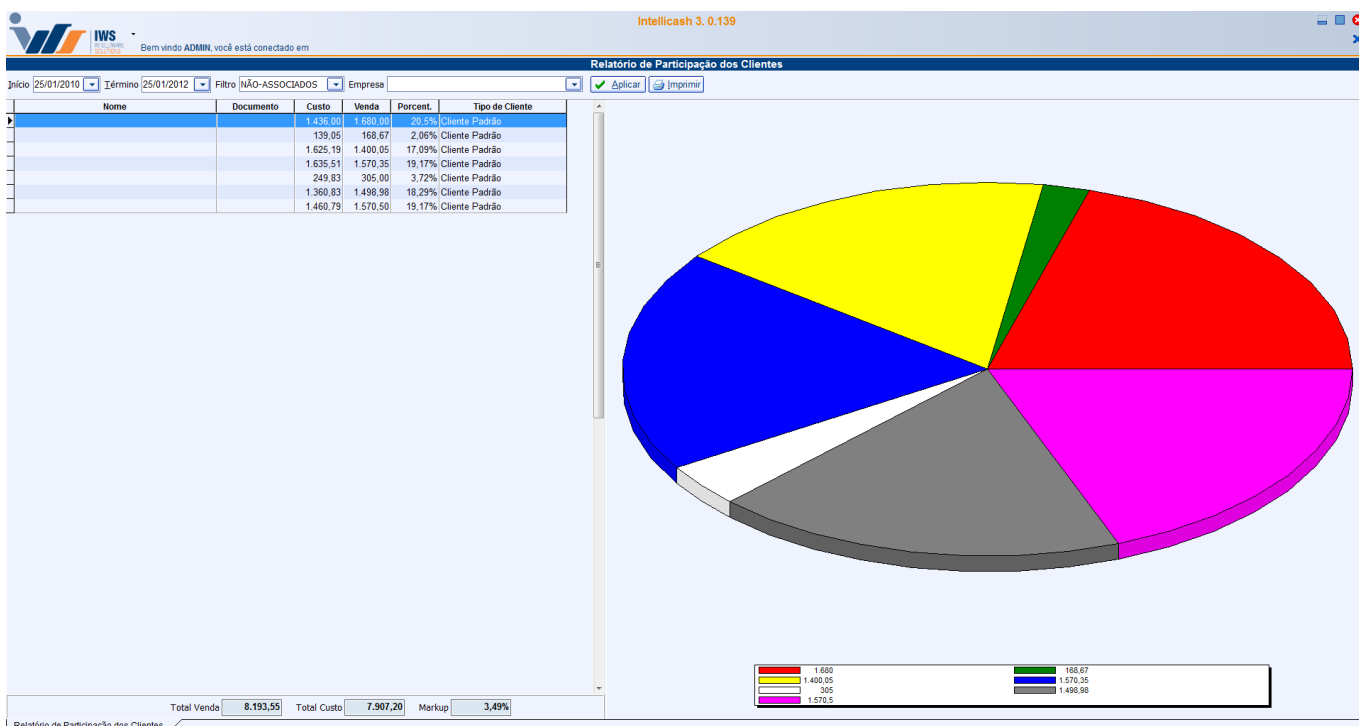 Intellicash 3. 0.139
IWS
INTELLIWARE
SOLUTIONS
Bem vindo ADMIN, você está conectado em
Relatório de Participação dos Clientes
Início 25/01/2010 Término 25/01/2012 Filtro NÃO-ASSOCIADOS Empresa Aplicar Imprimir
Nome Documento Custo Venda Porcent. Tipo de Cliente
1.436,00 1.680,00 20,5% Cliente Padrão
139,05 168,67 2,06% Cliente Padrão
1.625,19 1.400,05 17,09% Cliente Padrão
1.635,51 1.570,35 19,17% Cliente Padrão
249,83 305,00 3,72% Cliente Padrão
1.360,83 1.498,98 18,29% Cliente Padrão
1.460,79 1.570,50 19,17% Cliente Padrão
1.680 168,67
1.400,05 1.570,35
305 1.498,98
1.570,5
Total Venda 8.193,55 Total Custo 7.907,20 Markup 3,49%
Relatório de Participação dos Clientes